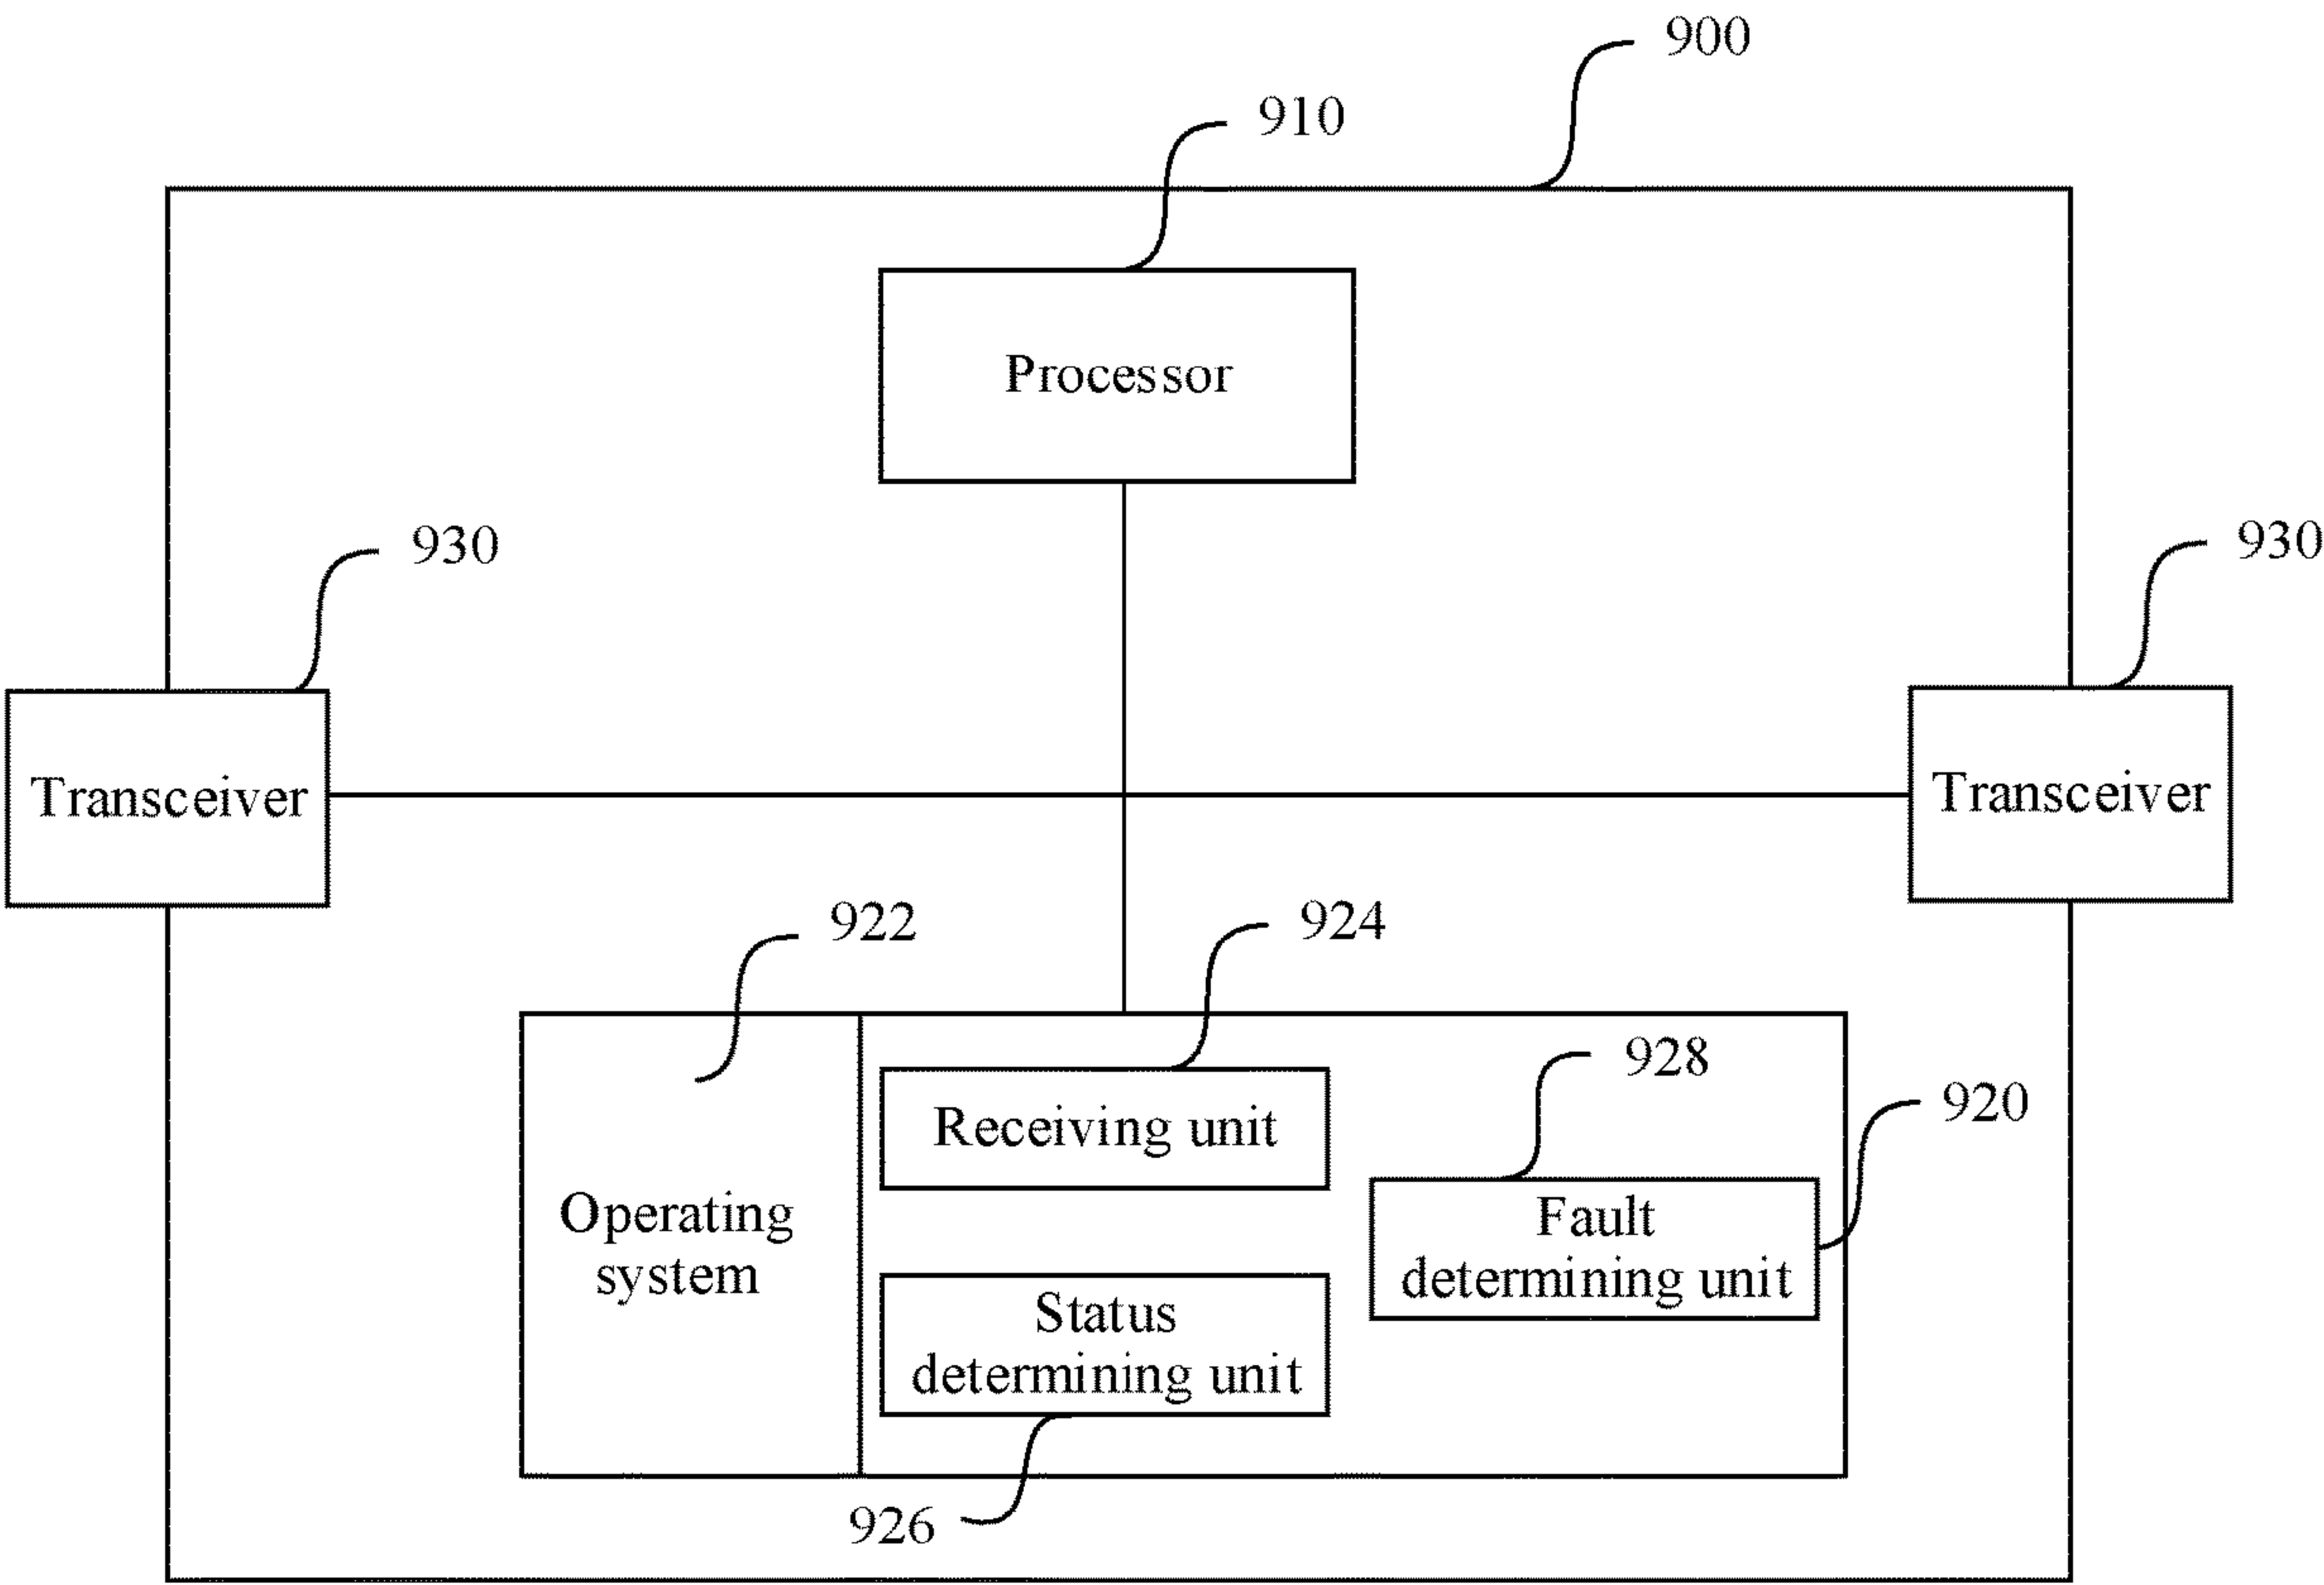 900
910
Processor
930
930
Transceiver
Transceiver
922
924
928
920
Receiving unit
Fault
determining unit
Operating
system
Status
determining unit
926